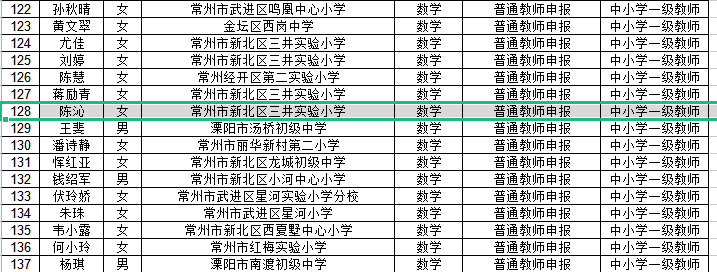 122 孙秋晴 女 常州市武进区鸣凰中心小学 数学 普通教师申报 中小学一级教师
123 黄文翠 女 金坛区西岗中学 数学 普通教师申报 中小学一级教师
124 尤佳 女 常州市新北区三井实验小学 数学 普通教师申报 中小学一级教师
125 刘婷 女 常州市新北区三井实验小学 数学 普通教师申报 中小学一级教师
126 陈慧 女 常州经开区第二实验小学 数学 普通教师申报 中小学一级教师
127 蒋励青 女 常州市新北区三井实验小学 数学 普通教师申报 中小学一级教师
128 陈沁 女 常州市新北区三井实验小学 数学 普通教师申报 中小学一级教师
129 王斐 男 溧阳市汤桥初级中学 数学 普通教师申报 中小学一级教师
130 潘诗静 女 常州市丽华新村第二小学 数学 普通教师申报 中小学一级教师
131 恽红亚 女 常州市新北区龙城初级中学 数学 普通教师申报 中小学一级教师
132 钱绍军 男 常州市新北区小河中心小学 数学 普通教师申报 中小学一级教师
133 伏玲娇 女 常州市武进区星河实验小学分校 数学 普通教师申报 中小学一级教师
134 朱珠 女 常州市武进区星河小学 数学 普通教师申报 中小学一级教师
135 韦小露 女 常州市新北区西夏墅中心小学 数学 普通教师申报 中小学一级教师
136 何小玲 女 常州市红梅实验小学 数学 普通教师申报 中小学一级教师
137 杨琪 男 溧阳市南渡初级中学 数学 普通教师申报 中小学一级教师